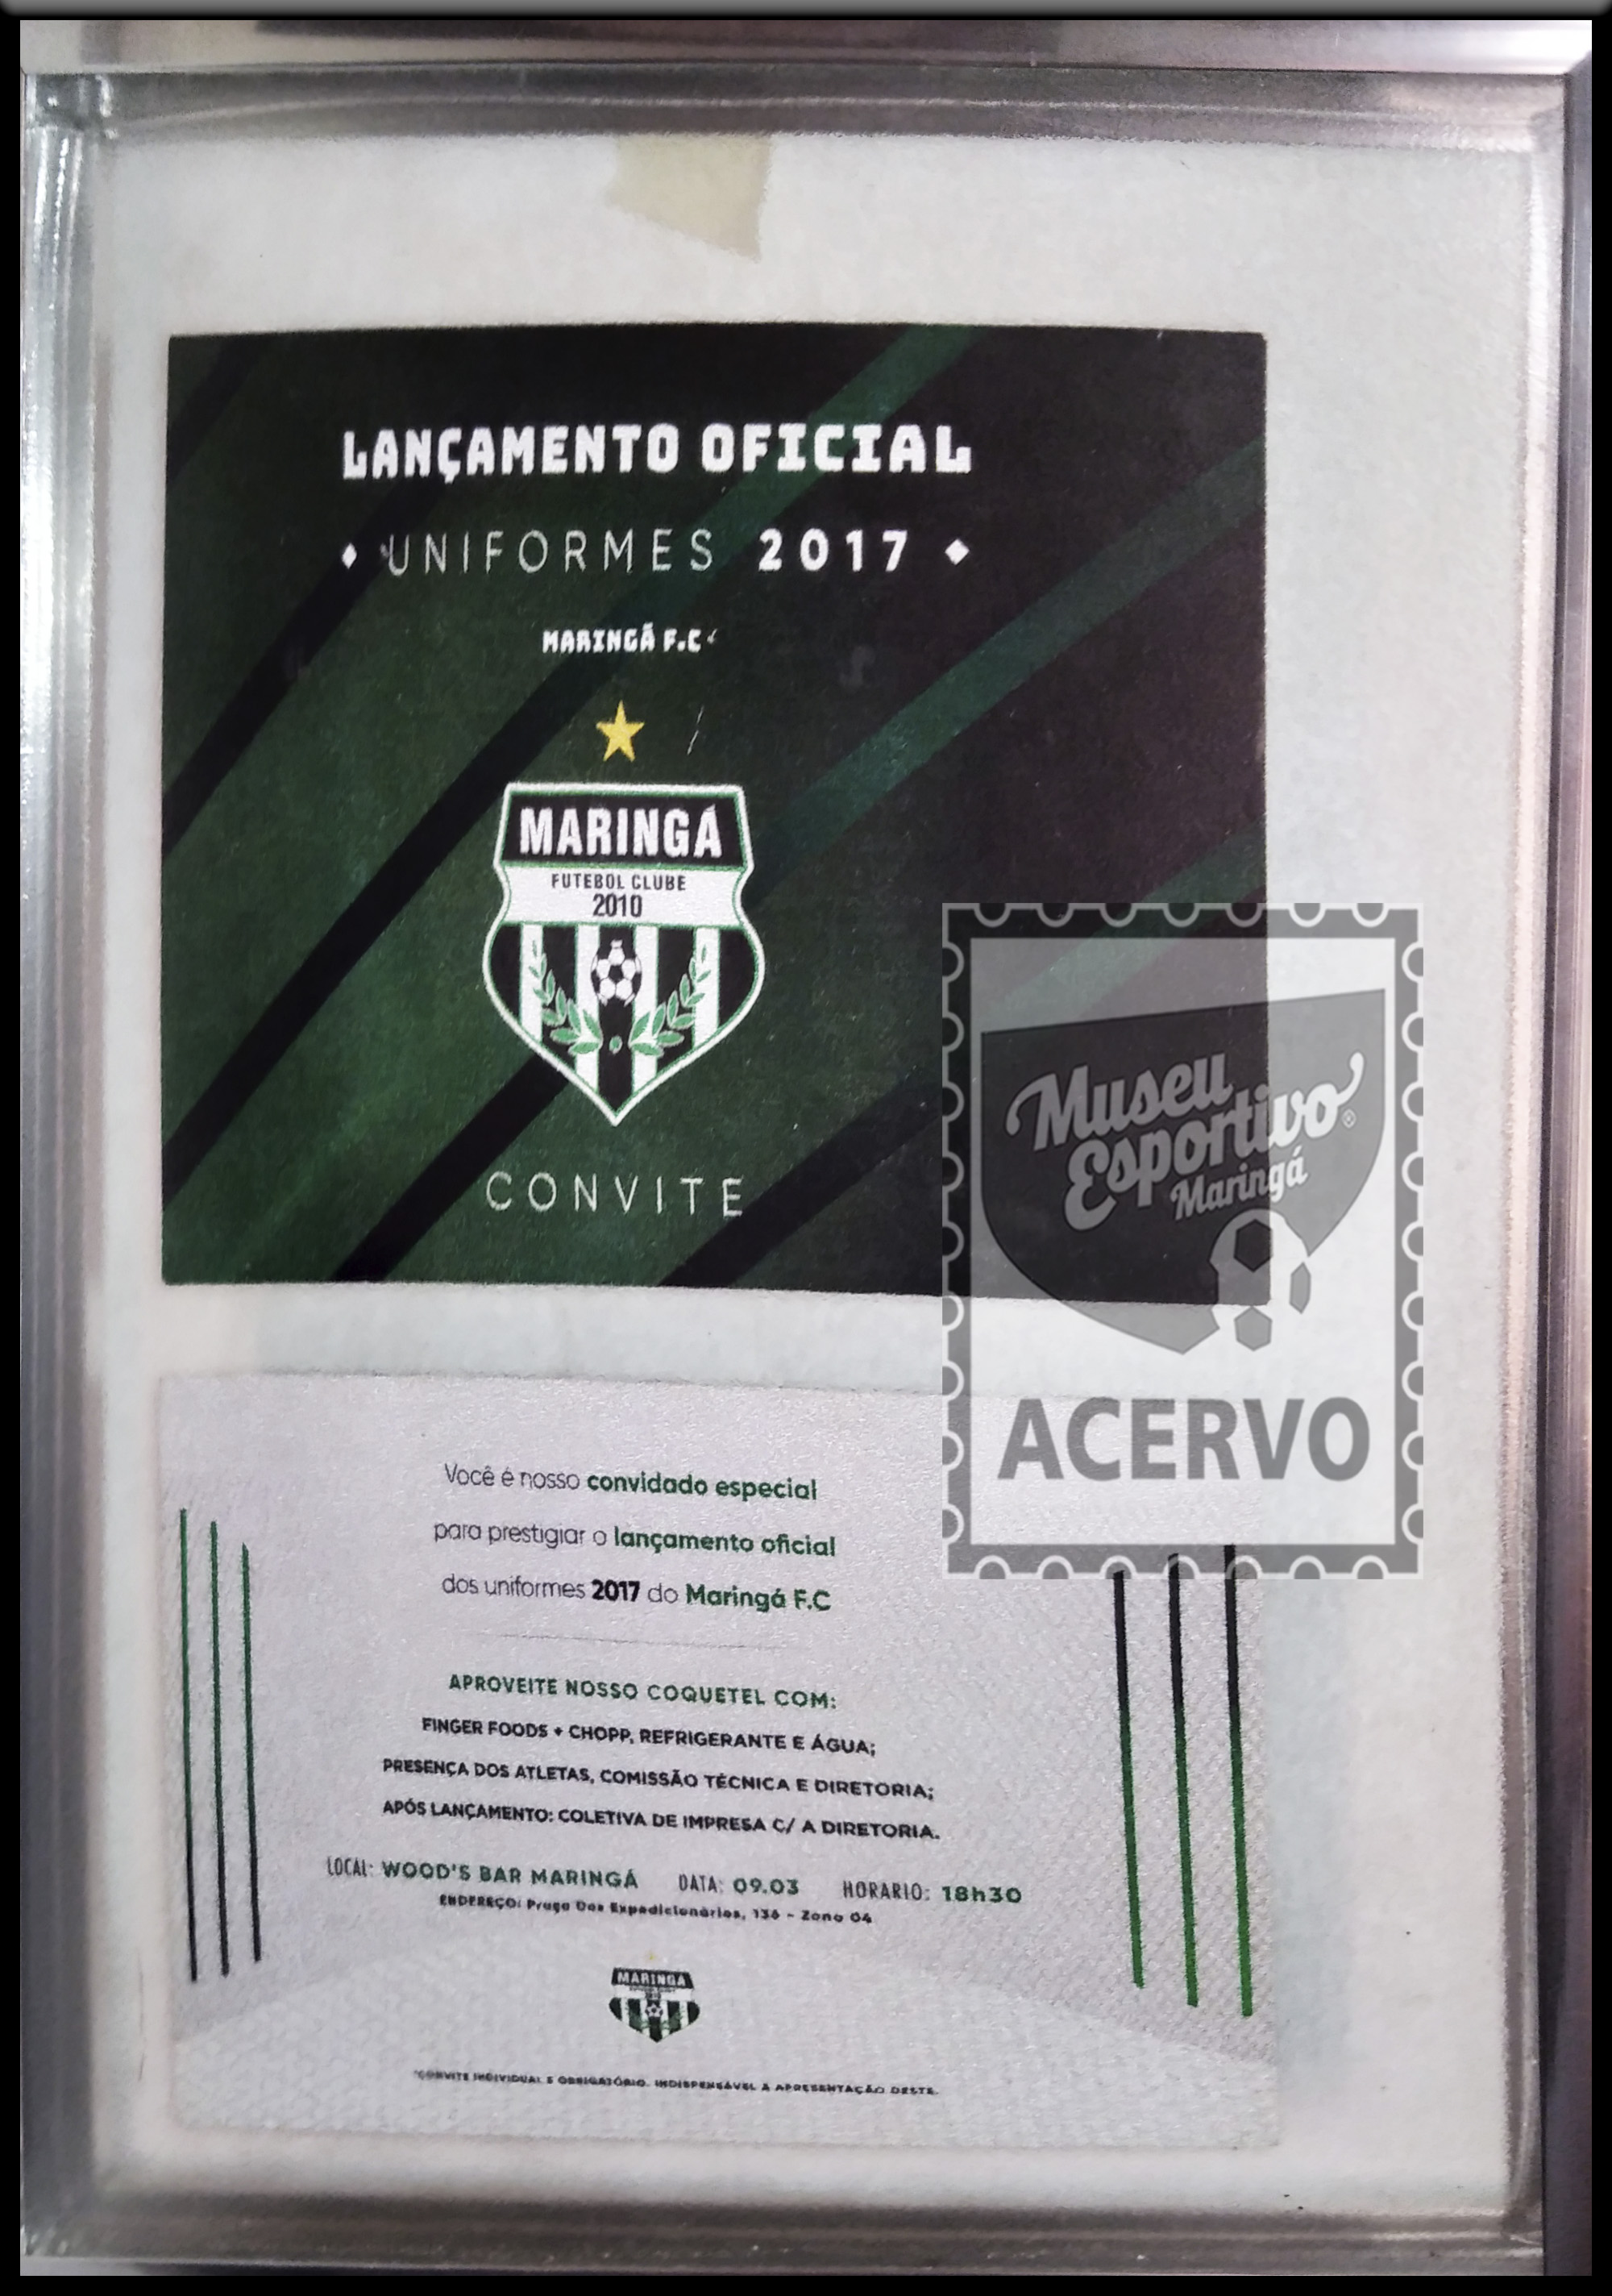 LANÇAMENTO OFICIAL
UNIFORMES 2017
MARINGÁ F.C
MARINGÁ
FUTEBOL CLUBE
2010
CONVITE
Museu
Esportivo®
Maringá
ACERVO
Você é nosso convidado especial
para prestigiar o lançamento oficial
dos uniformes 2017 do Maringá F.C
APROVEITE NOSSO COQUETEL COM:
FINGER FOODS + CHOPP, REFRIGERANTE E ÁGUA;
PRESENÇA DOS ATLETAS, COMISSÃO TÉCNICA E DIRETORIA;
APÓS LANÇAMENTO: COLETIVA DE IMPRESA C/ A DIRETORIA.
LOCAL: WOOD'S BAR MARINGÁ DATA: 09.03 HORARIO: 18h30
ENDEREÇO: Praça Dos Expedicionários, 136 - Zona 04
MARINGÁ
*CONVITE INDIVIDUAL E OBRIGATÓRIO. INDISPENSÁVEL A APRESENTAÇÃO DESTE.